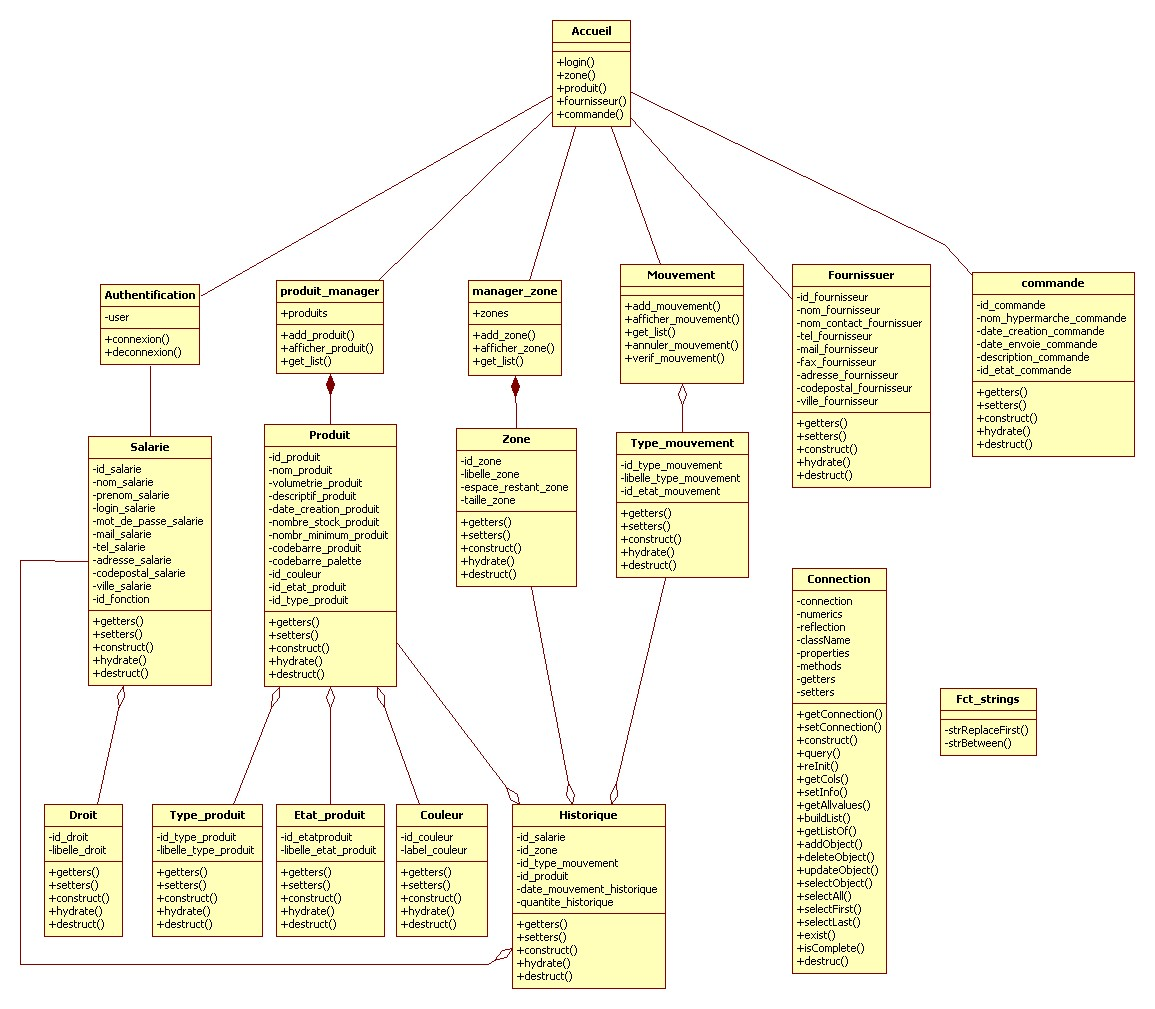 Accueil
+login()
+zone()
+produit()
+fournisseur()
+commande()
Authentification
-user
+connexion()
+deconnexion()
produit_manager
+produits
+add_produit()
+afficher_produit()
+get_list()
manager_zone
+zones
+add_zone()
+afficher_zone()
+get_list()
Mouvement
+add_mouvement()
+afficher_mouvement()
+get_list()
+annuler_mouvement()
+verif_mouvement()
Fournissuer
-id_fournisseur
-nom_fournisseur
-nom_contact_fournissuer
-tel_fournisseur
-mail_fournisseur
-fax_fournisseur
-adresse_fournisseur
-codepostal_fournisseur
-ville_fournisseur
+getters()
+setters()
+construct()
+hydrate()
+destruct()
commande
-id_commande
-nom_hypermarche_commande
-date_creation_commande
-date_envoie_commande
-description_commande
-id_etat_commande
+getters()
+setters()
+construct()
+hydrate()
+destruct()
Salarie
-id_salarie
-nom_salarie
-prenom_salarie
-login_salarie
-mot_de_passe_salarie
-mail_salarie
-tel_salarie
-adresse_salarie
-codepostal_salarie
-ville_salarie
-id_fonction
+getters()
+setters()
+construct()
+hydrate()
+destruct()
Produit
-id_produit
-nom_produit
-volumetrie_produit
-descriptif_produit
-date_creation_produit
-nombre_stock_produit
-nombr_minimum_produit
-codebarre_produit
-codebarre_palette
-id_couleur
-id_etat_produit
-id_type_produit
+getters()
+setters()
+construct()
+hydrate()
+destruct()
Zone
-id_zone
-libelle_zone
-espace_restant_zone
-taille_zone
+getters()
+setters()
+construct()
+hydrate()
+destruct()
Type_mouvement
-id_type_mouvement
-libelle_type_mouvement
-id_etat_mouvement
+getters()
+setters()
+construct()
+hydrate()
+destruct()
Connection
-connection
-numerics
-reflection
-className
-properties
-methods
-getters
-setters
+getConnection()
+setConnection()
+construct()
+query()
+reInit()
+getCols()
+setInfo()
+getAllvalues()
+buildList()
+getListOf()
+addObject()
+deleteObject()
+updateObject()
+selectObject()
+selectAll()
+selectFirst()
+selectLast()
+exist()
+isComplete()
+destruc()
Fct_strings
-strReplaceFirst()
-strBetween()
Droit
-id_droit
-libelle_droit
+getters()
+setters()
+construct()
+hydrate()
+destruct()
Type_produit
-id_type_produit
-libelle_type_produit
+getters()
+setters()
+construct()
+hydrate()
+destruct()
Etat_produit
-id_etatproduit
-libelle_etat_produit
+getters()
+setters()
+construct()
+hydrate()
+destruct()
Couleur
-id_couleur
-label_couleur
+getters()
+setters()
+construct()
+hydrate()
+destruct()
Historique
-id_salarie
-id_zone
-id_type_mouvement
-id_produit
-date_mouvement_historique
-quantite_historique
+getters()
+setters()
+construct()
+hydrate()
+destruct()